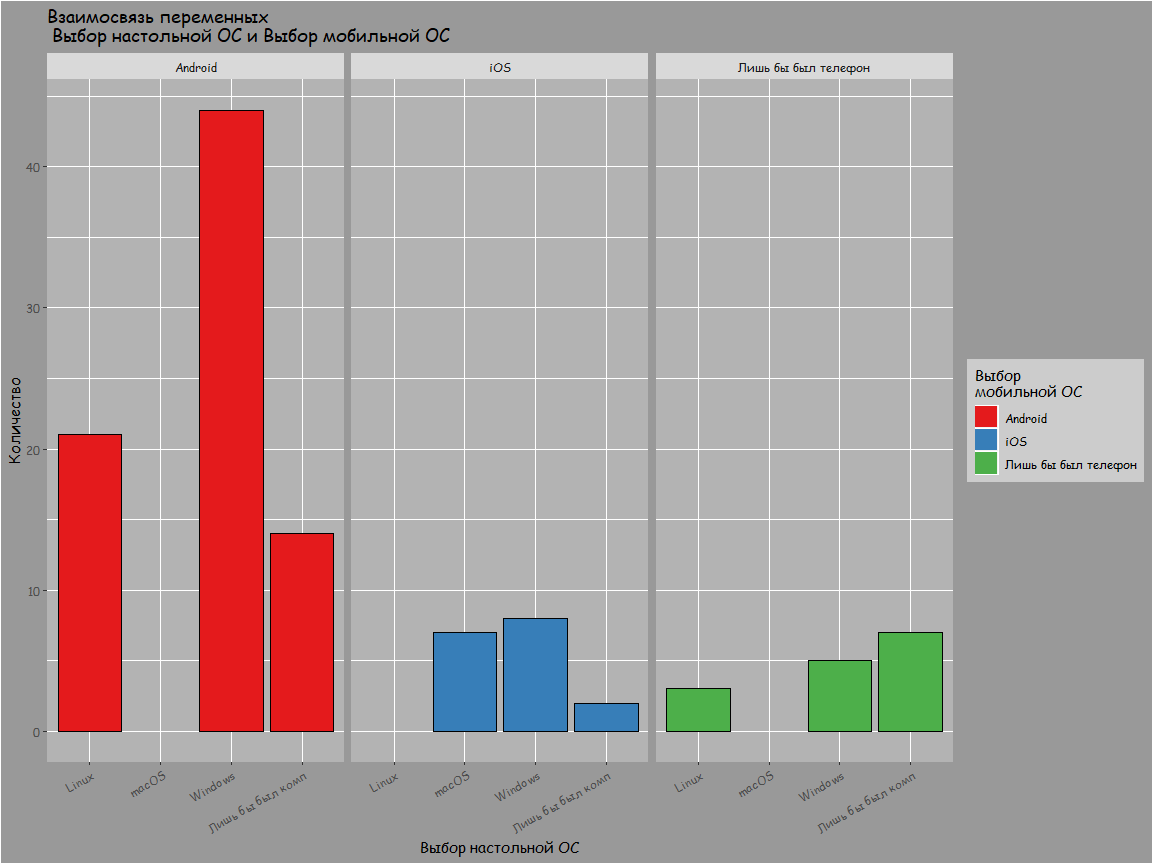 Взаимосвязь переменных
Выбор настольной ОС и Выбор мобильной ОС
Android
iOS
Лишь бы был телефон
Количество
40
30
20
10
0
Linux
macOS
Windows
Лишь бы был комп
Linux
macOS
Windows
Лишь бы был комп
Linux
macOS
Windows
Лишь бы был комп
Выбор настольной ОС
Выбор
мобильной ОС
Android
iOS
Лишь бы был телефон